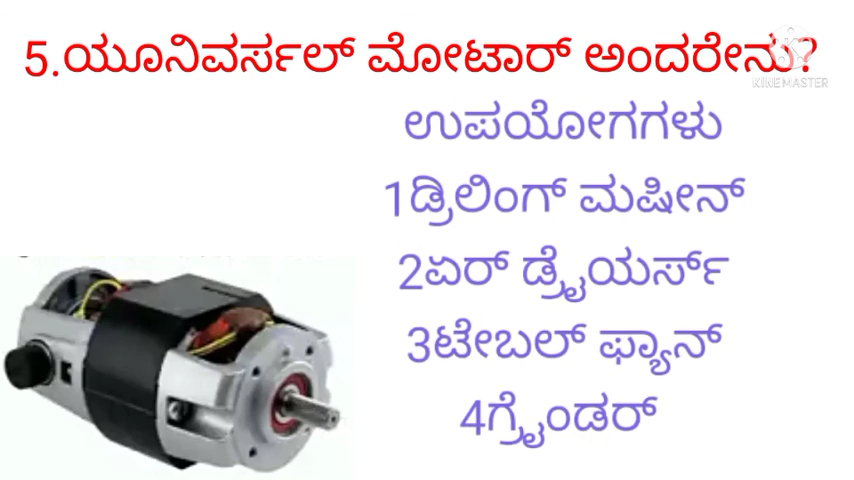 5.ಯೂನಿವರ್ಸಲ್ ಮೋಟಾರ್ ಅಂದರೇನು?
KINEMASTER
ಉಪಯೋಗಗಳು
1ಡ್ರಿಲಿಂಗ್ ಮಷೀನ್
2ಏರ್ ಡ್ರೈಯರ್ಸ್
3ಟೇಬಲ್ ಫ್ಯಾನ್
4ಗ್ರೈಂಡರ್